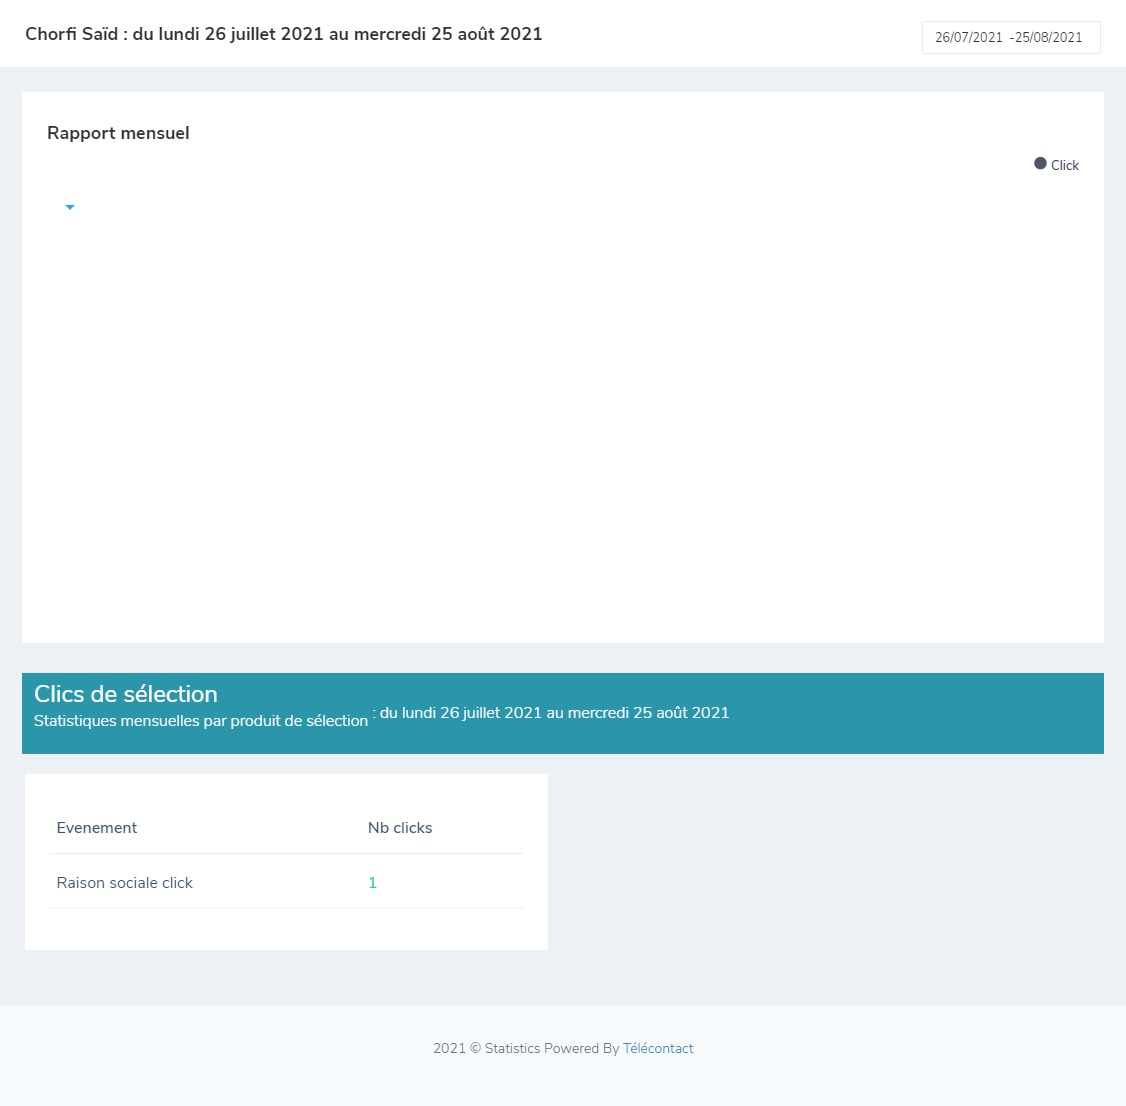 Chorfi Saïd : du lundi 26 juillet 2021 au mercredi 25 août 2021
26/07/2021 -25/08/2021
Rapport mensuel
Click
Clics de sélection
Statistiques mensuelles par produit de sélection : du lundi 26 juillet 2021 au mercredi 25 août 2021
Evenement Nb clicks
Raison sociale click 1
2021 © Statistics Powered By Télécontact